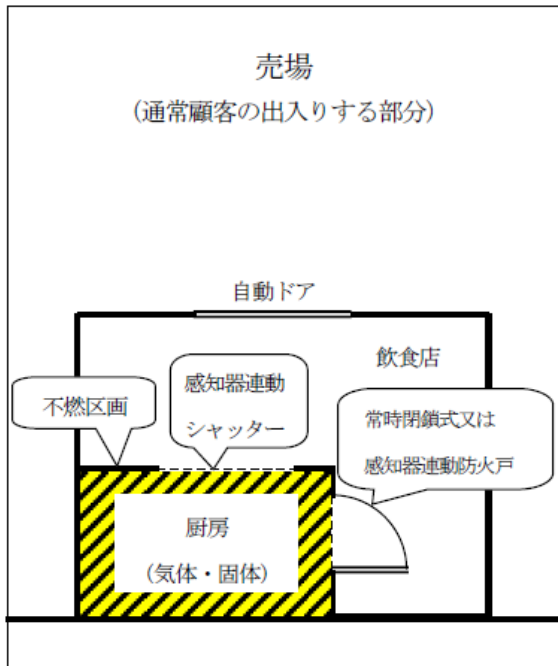 売場
(通常顧客の出入りする部分)
自動ドア
飲食店
感知器連動
シャッター
不燃区画
常時閉鎖式又は
感知器連動防火戸
厨房
(気体・固体)